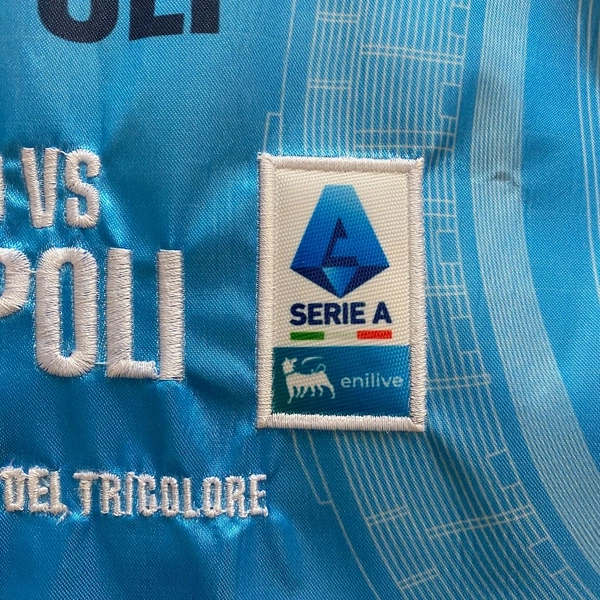 VS
POLI
DEL TRICOLORE
SERIE A
enilive